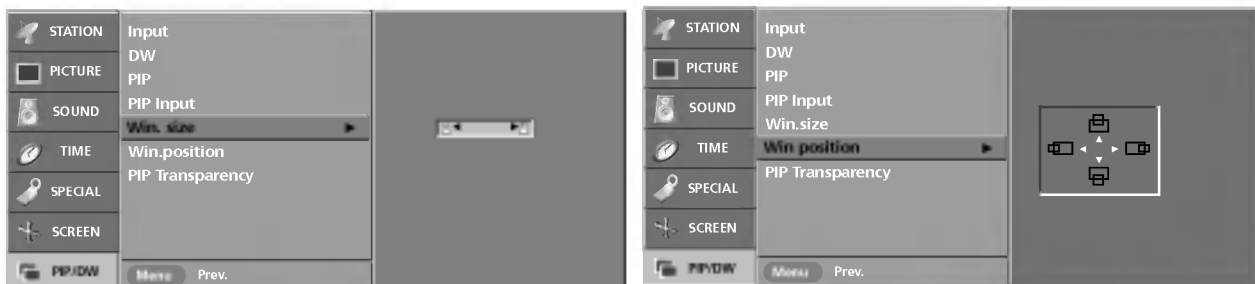 STATION
PICTURE
SOUND
TIME
SPECIAL
SCREEN
PIP/DW
Input
DW
PIP
PIP Input
Win. size
Win.position
PIP Transparency
Menu Prev.
STATION
PICTURE
SOUND
TIME
SPECIAL
SCREEN
PIP/DW
Input
DW
PIP
PIP Input
Win.size
Win position
PIP Transparency
Menu Prev.